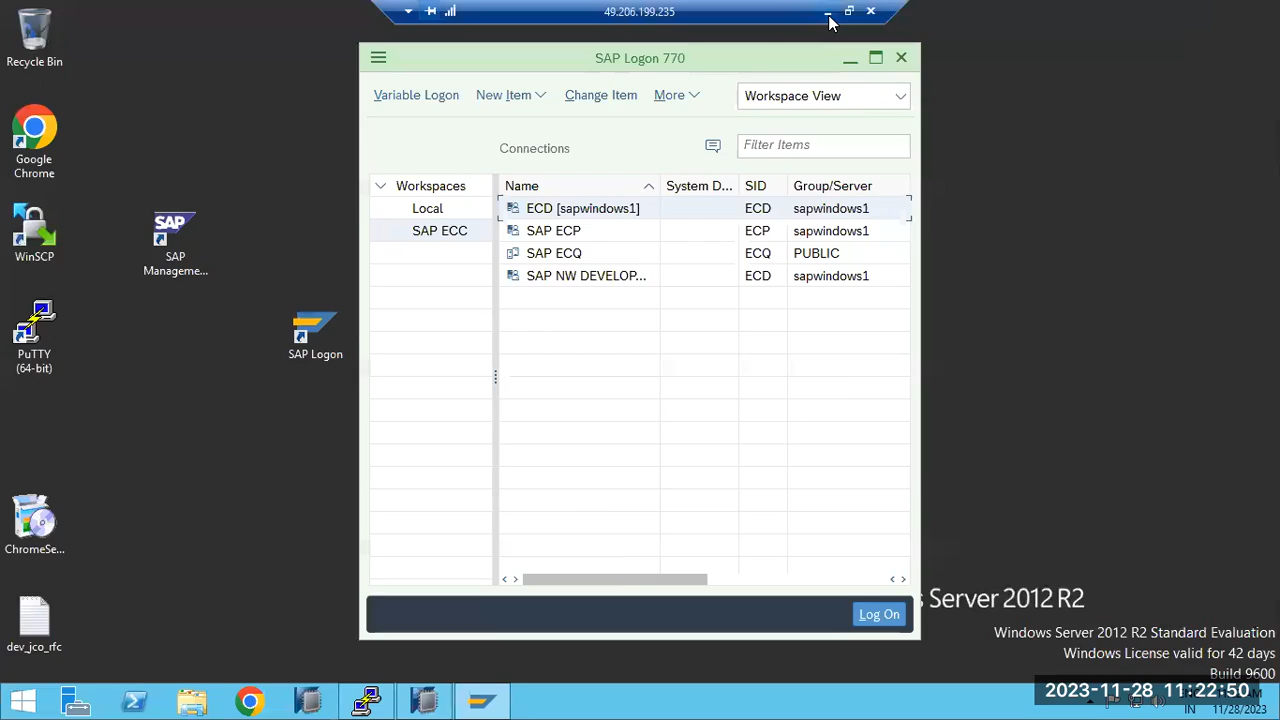 49.206.199.235
Recycle Bin
Google
Chrome
WinSCP
SAP
Manageme...
PuTTY
(64-bit)
SAP Logon
ChromeSe...
dev_jco_rfc
SAP Logon 770
Variable Logon New Item Change Item More Workspace View
Connections Filter Items
Workspaces Name System D... SID Group/Server
Local ECD [sapwindows1] ECD sapwindows1
SAP ECC SAP ECP ECP sapwindows1
SAP ECQ ECQ PUBLIC
SAP NW DEVELOP... ECD sapwindows1
Log On
Server 2012 R2
Windows Server 2012 R2 Standard Evaluation
Windows License valid for 42 days
Build 9600
2023-11-28 11:22:50
IN 11/28/2023